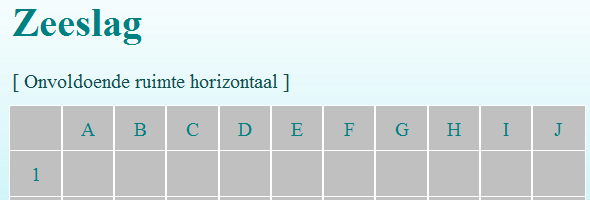 Zeeslag
[ Onvoldoende ruimte horizontaal ]
A B C D E F G H I J
1